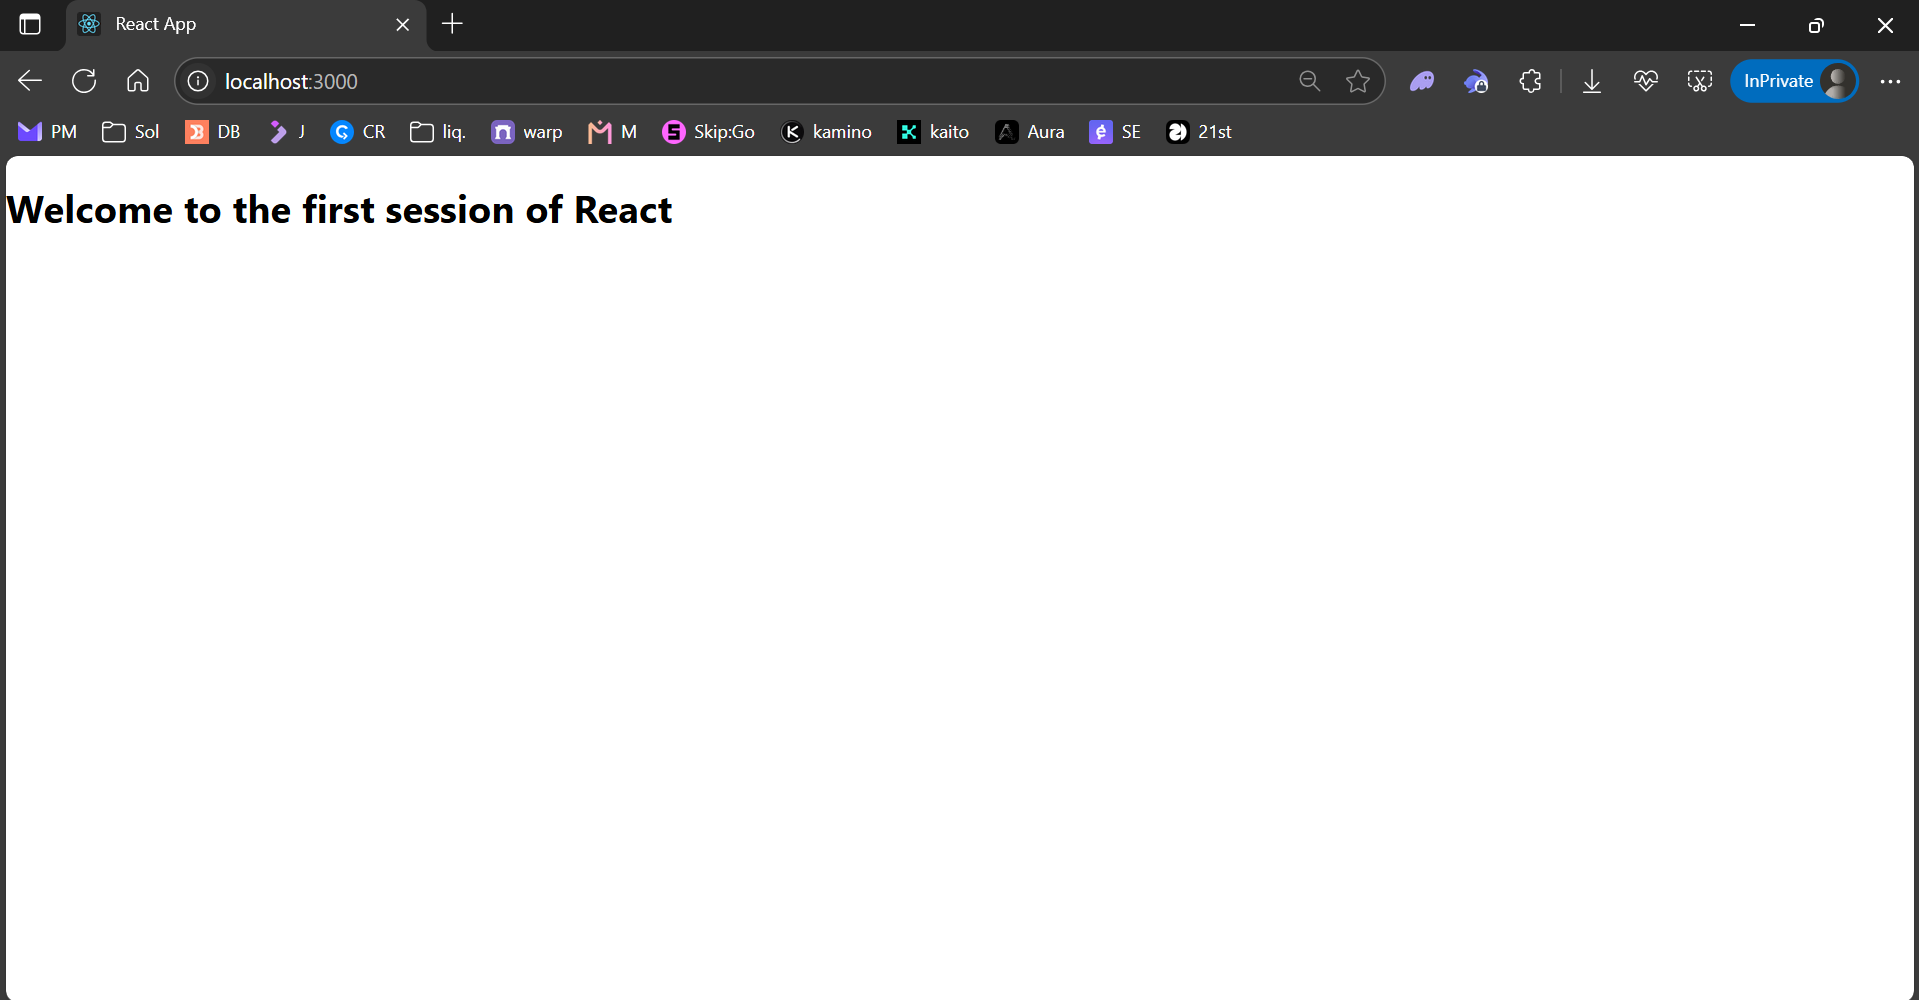 React App
localhost:3000
InPrivate
PM Sol DB J CR liq. warp M Skip:Go kamino kaito Aura SE 21st
Welcome to the first session of React